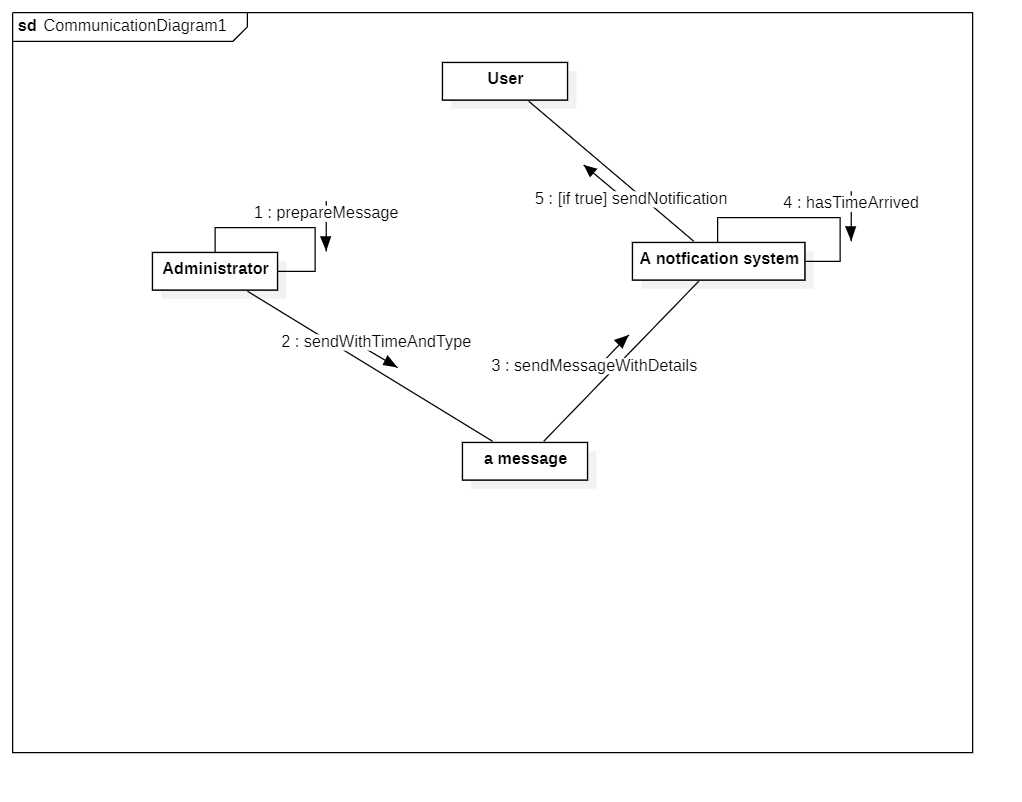 sd CommunicationDiagram1
User
5 : [if true] sendNotification
4 : hasTimeArrived
1 : prepareMessage
Administrator
A notfication system
2 : sendWithTimeAndType
3 : sendMessageWithDetails
a message